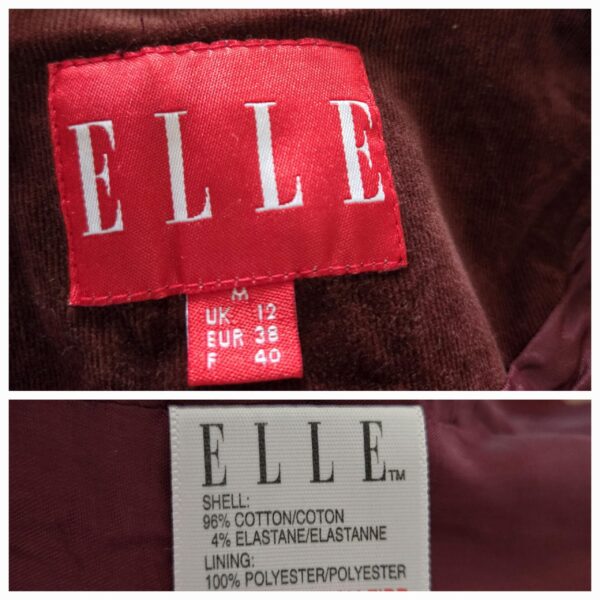 ELLE
M
UK 12
EUR 38
F 40
ELLE™
SHELL:
96% COTTON/COTON
4% ELASTANE/ELASTANNE
LINING:
100% POLYESTER/POLYESTER